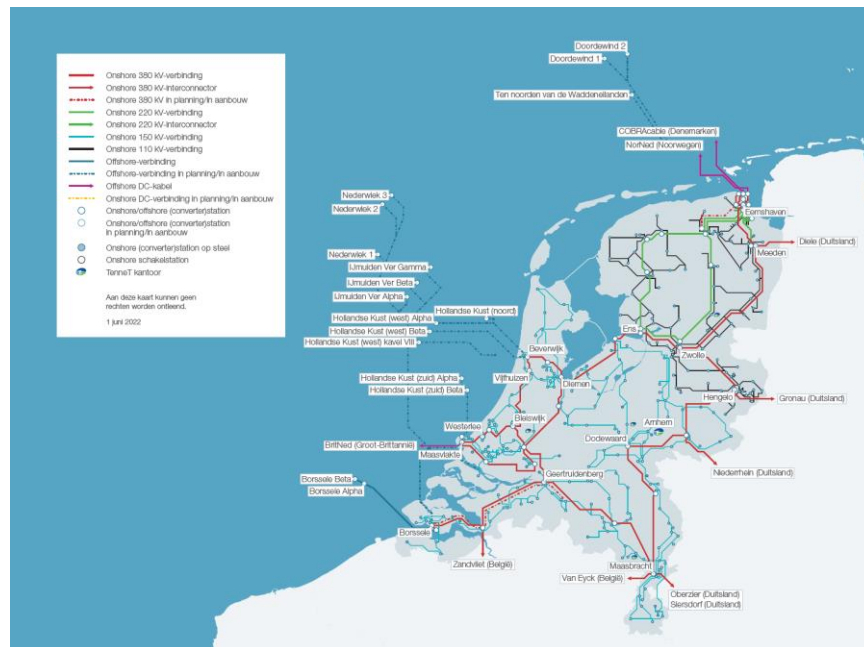 Onshore 380 kV-verbinding
Onshore 380 kV-interconnector
Onshore 380 kV in planning/in aanbouw
Onshore 220 kV-verbinding
Onshore 220 kV-interconnector
Onshore 150 kV-verbinding
Onshore 110 kV-verbinding
Offshore-verbinding
Offshore-verbinding in planning/in aanbouw
Offshore DC-kabel
Onshore DC-verbinding in planning/in aanbouw
Onshore/offshore (converter)station
Onshore/offshore (converter)station
in planning/in aanbouw
Onshore (converter)station op steel
Onshore schakelstation
TenneT kantoor
Aan deze kaart kunnen geen
rechten worden ontleend.
1 juni 2022
Doordewind 2
Doordewind 1
Ten noorden van de Waddeneilanden
COBRAcable (Denemarken)
NorNed (Noorwegen)
Nederwiek 3
Nederwiek 2
Eemshaven
Diele (Duitsland)
Meeden
Nederwiek 1
IJmuiden Ver Gamma
IJmuiden Ver Beta
IJmuiden Ver Alpha
Hollandse Kust (noord)
Hollandse Kust (west) Alpha
Hollandse Kust (west) Beta
Hollandse Kust (west) kavel VIII
Ens
Beverwijk
Zwolle
Vijfhuizen
Diemen
Hollandse Kust (zuid) Alpha
Hollandse Kust (zuid) Beta
Hengelo
Gronau (Duitsland)
Bleiswijk
Westerlee
Arnhem
Dodewaard
BritNed (Groot-Brittannië)
Maasvlakte
Geertruidenberg
Niederrhein (Duitsland)
Borssele Beta
Borssele Alpha
Borssele
Zandvliet (België)
Maasbracht
Van Eyck (België)
Oberzier (Duitsland)
Siersdorf (Duitsland)